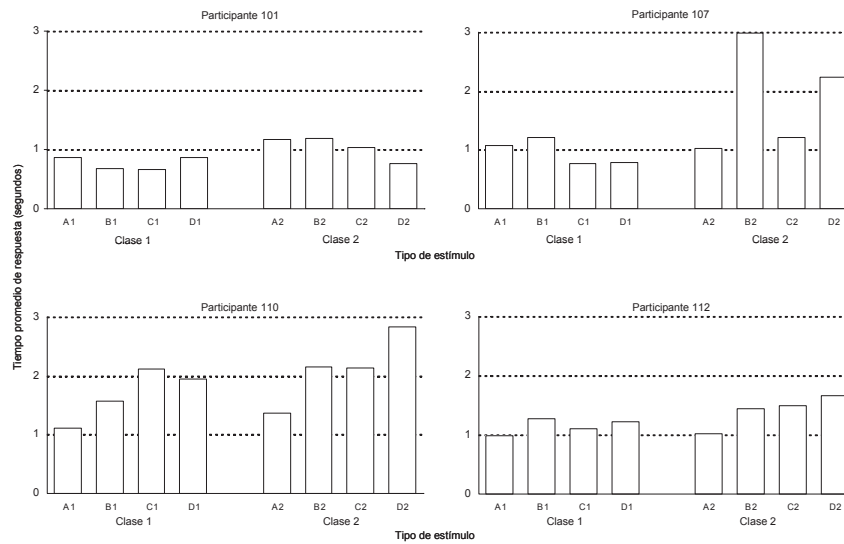 Participante 101
3
2
1
0
A1 B1 C1 D1 A2 B2 C2 D2
Clase 1 Clase 2
Participante 107
3
2
1
0
A1 B1 C1 D1 A2 B2 C2 D2
Clase 1 Clase 2
Tipo de estímulo
Tiempo promedio de respuesta (segundos)
Participante 110
3
2
1
0
A1 B1 C1 D1 A2 B2 C2 D2
Clase 1 Clase 2
Participante 112
3
2
1
0
A1 B1 C1 D1 A2 B2 C2 D2
Clase 1 Clase 2
Tipo de estímulo